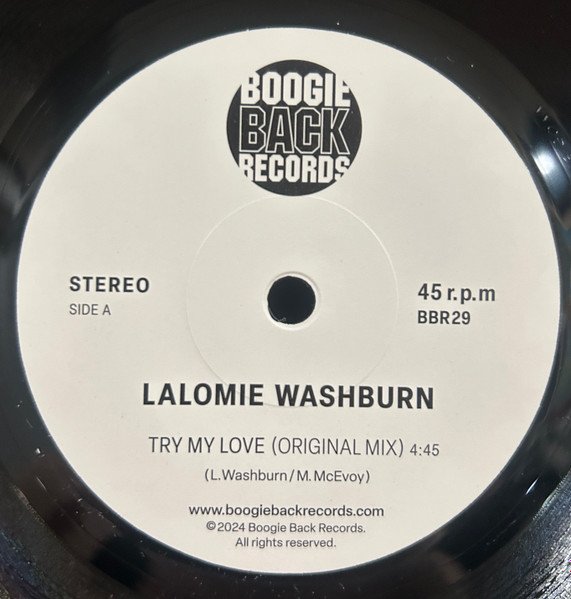 BOOGIE
BACK
RECORDS
STEREO
SIDE A
45 r.p.m
BBR29
LALOMIE WASHBURN
TRY MY LOVE (ORIGINAL MIX) 4:45
(L.Washburn/M. McEvoy)
www.boogiebackrecords.com
©2024 Boogie Back Records.
All rights reserved.